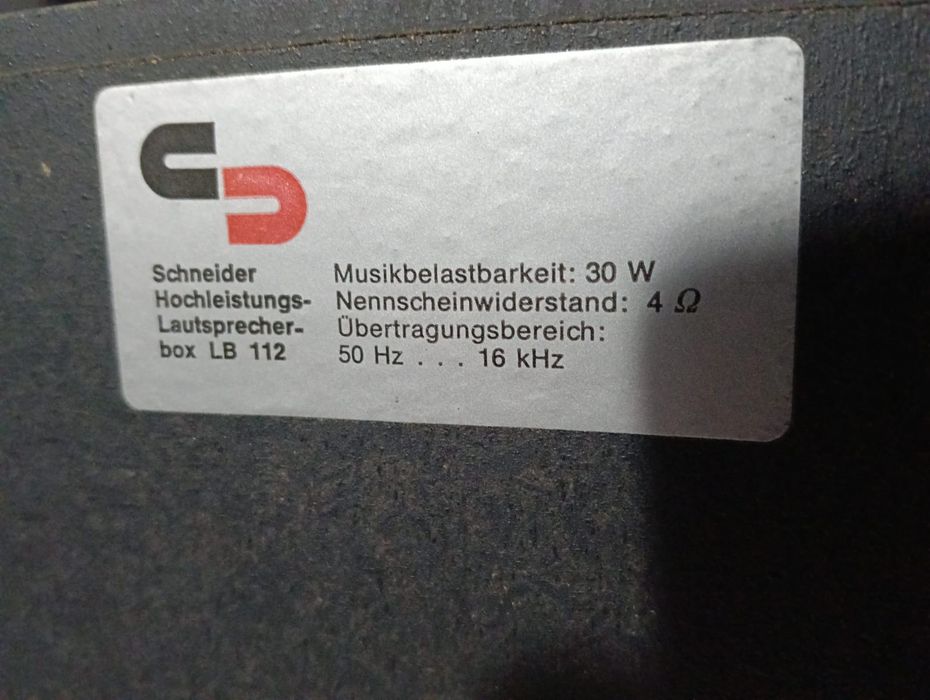 Schneider
Hochleistungs-
Lautsprecher-
box LB 112
Musikbelastbarkeit: 30 W
Nennscheinwiderstand: 4 Ω
Übertragungsbereich:
50 Hz . . . 16 kHz